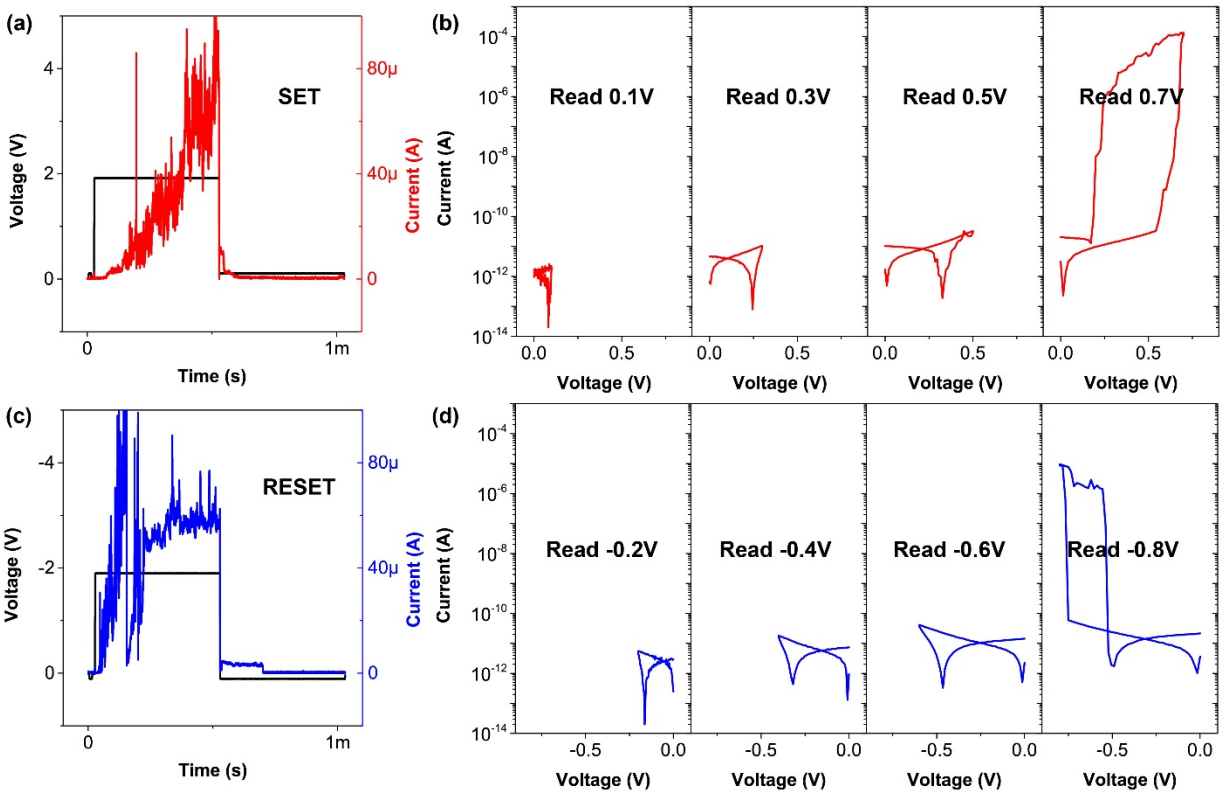 (a)
SET
Voltage (V)
4
2
0
80μ
40μ
0
Current (A)
0
1m
Time (s)
(b)
Current (A)
10⁻⁴
10⁻⁶
10⁻⁸
10⁻¹⁰
10⁻¹²
10⁻¹⁴
Read 0.1V
Read 0.3V
Read 0.5V
Read 0.7V
0.0
0.5
0.0
0.5
0.0
0.5
0.0
0.5
Voltage (V)
Voltage (V)
Voltage (V)
Voltage (V)
(c)
RESET
Voltage (V)
-4
-2
0
80μ
40μ
0
Current (A)
0
1m
Time (s)
(d)
Current (A)
10⁻⁴
10⁻⁶
10⁻⁸
10⁻¹⁰
10⁻¹²
10⁻¹⁴
Read -0.2V
Read -0.4V
Read -0.6V
Read -0.8V
-0.5
0.0
-0.5
0.0
-0.5
0.0
-0.5
0.0
Voltage (V)
Voltage (V)
Voltage (V)
Voltage (V)